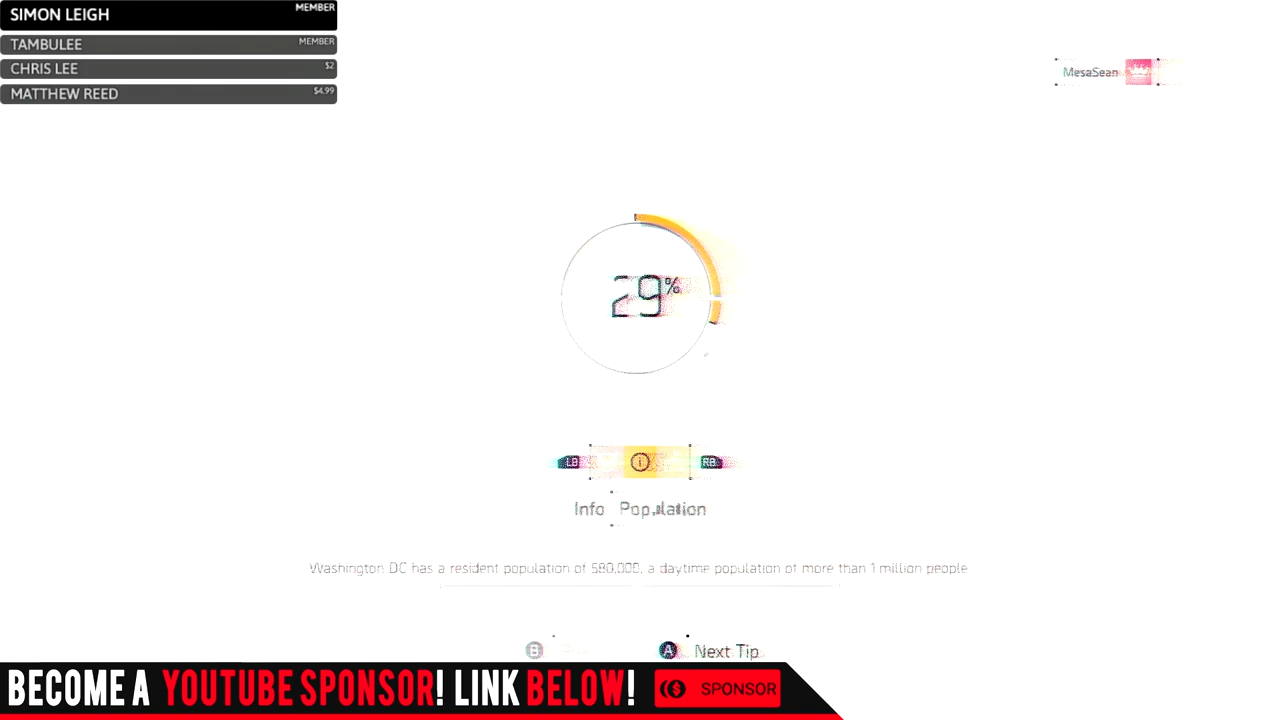 SIMON LEIGH MEMBER
TAMBULEE MEMBER
CHRIS LEE $2
MATTHEW REED $4.99
MesaSean
29%
LB i RB
Info Population
Washington DC has a resident population of 580,000, a daytime population of more than 1 million people
B
A Next Tip
BECOME A YOUTUBE SPONSOR! LINK BELOW! SPONSOR